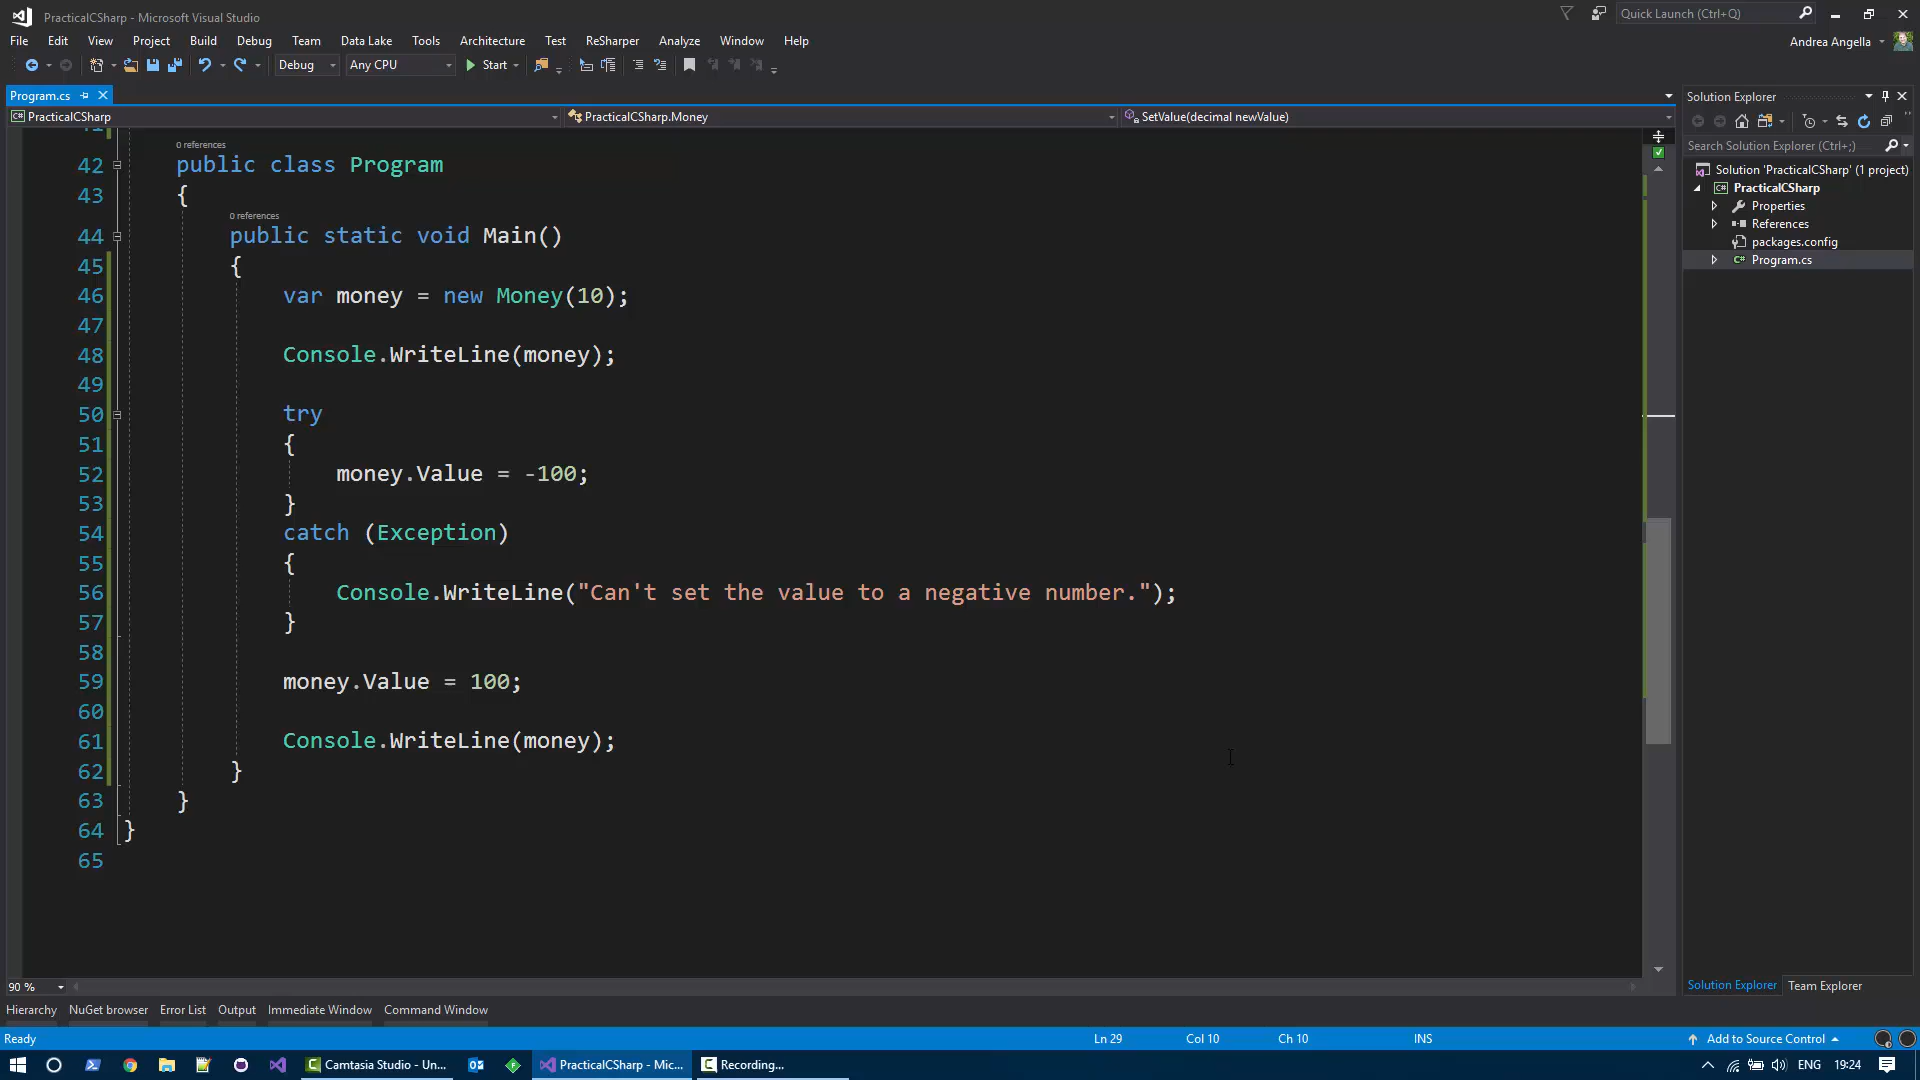 PracticalCSharp - Microsoft Visual Studio
Quick Launch (Ctrl+Q)
File Edit View Project Build Debug Team Data Lake Tools Architecture Test ReSharper Analyze Window Help
Andrea Angella
Debug Any CPU Start
Program.cs
PracticalCSharp PracticalCSharp.Money SetValue(decimal newValue)
0 references
42 public class Program
43 {
0 references
44 public static void Main()
45 {
46 var money = new Money(10);
47
48 Console.WriteLine(money);
49
50 try
51 {
52 money.Value = -100;
53 }
54 catch (Exception)
55 {
56 Console.WriteLine("Can't set the value to a negative number.");
57 }
58
59 money.Value = 100;
60
61 Console.WriteLine(money);
62 }
63 }
64 }
65
90 %
Solution Explorer
Search Solution Explorer (Ctrl+;)
Solution 'PracticalCSharp' (1 project)
PracticalCSharp
Properties
References
packages.config
Program.cs
Solution Explorer Team Explorer
Hierarchy NuGet browser Error List Output Immediate Window Command Window
Ready Ln 29 Col 10 Ch 10 INS Add to Source Control
Camtasia Studio - Un... PracticalCSharp - Mic... Recording... ENG 19:24